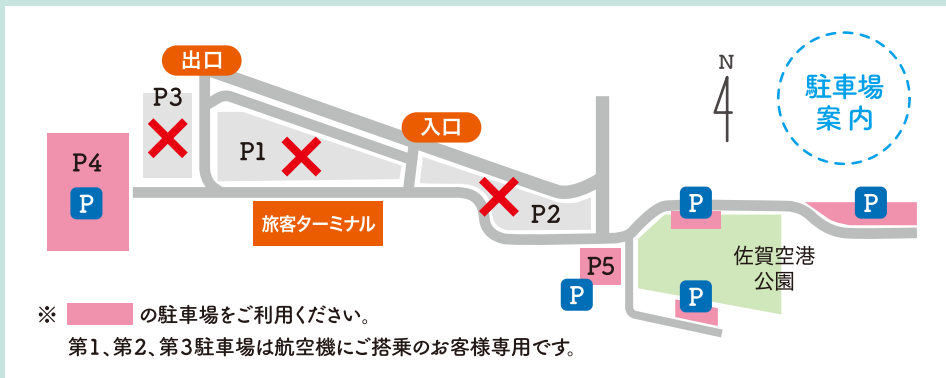 出口
P3
P4
P
P1
入口
P2
旅客ターミナル
N
駐車場
案内
P
P
P5
P
P
佐賀空港
公園
※ の駐車場をご利用ください。
第1、第2、第3駐車場は航空機にご搭乗のお客様専用です。